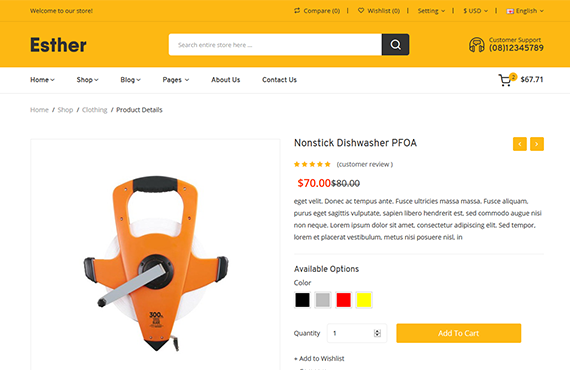 Welcome to our store!
Compare (0) Wishlist (0) Setting $ USD English
Esther
Search entire store here ...
Customer Support
(08)12345789
Home Shop Blog Pages About Us Contact Us
2 $67.71
Home / Shop / Clothing / Product Details
Nonstick Dishwasher PFOA
(customer review )
$70.00 $80.00
eget velit. Donec ac tempus ante. Fusce ultricies massa massa. Fusce aliquam,
purus eget sagittis vulputate, sapien libero hendrerit est, sed commodo augue nisi
non neque. Lorem ipsum dolor sit amet, consectetur adipiscing elit. Sed tempor,
lorem et placerat vestibulum, metus nisi posuere nisl, in
Available Options
Color
300
Quantity 1 Add To Cart
+ Add to Wishlist